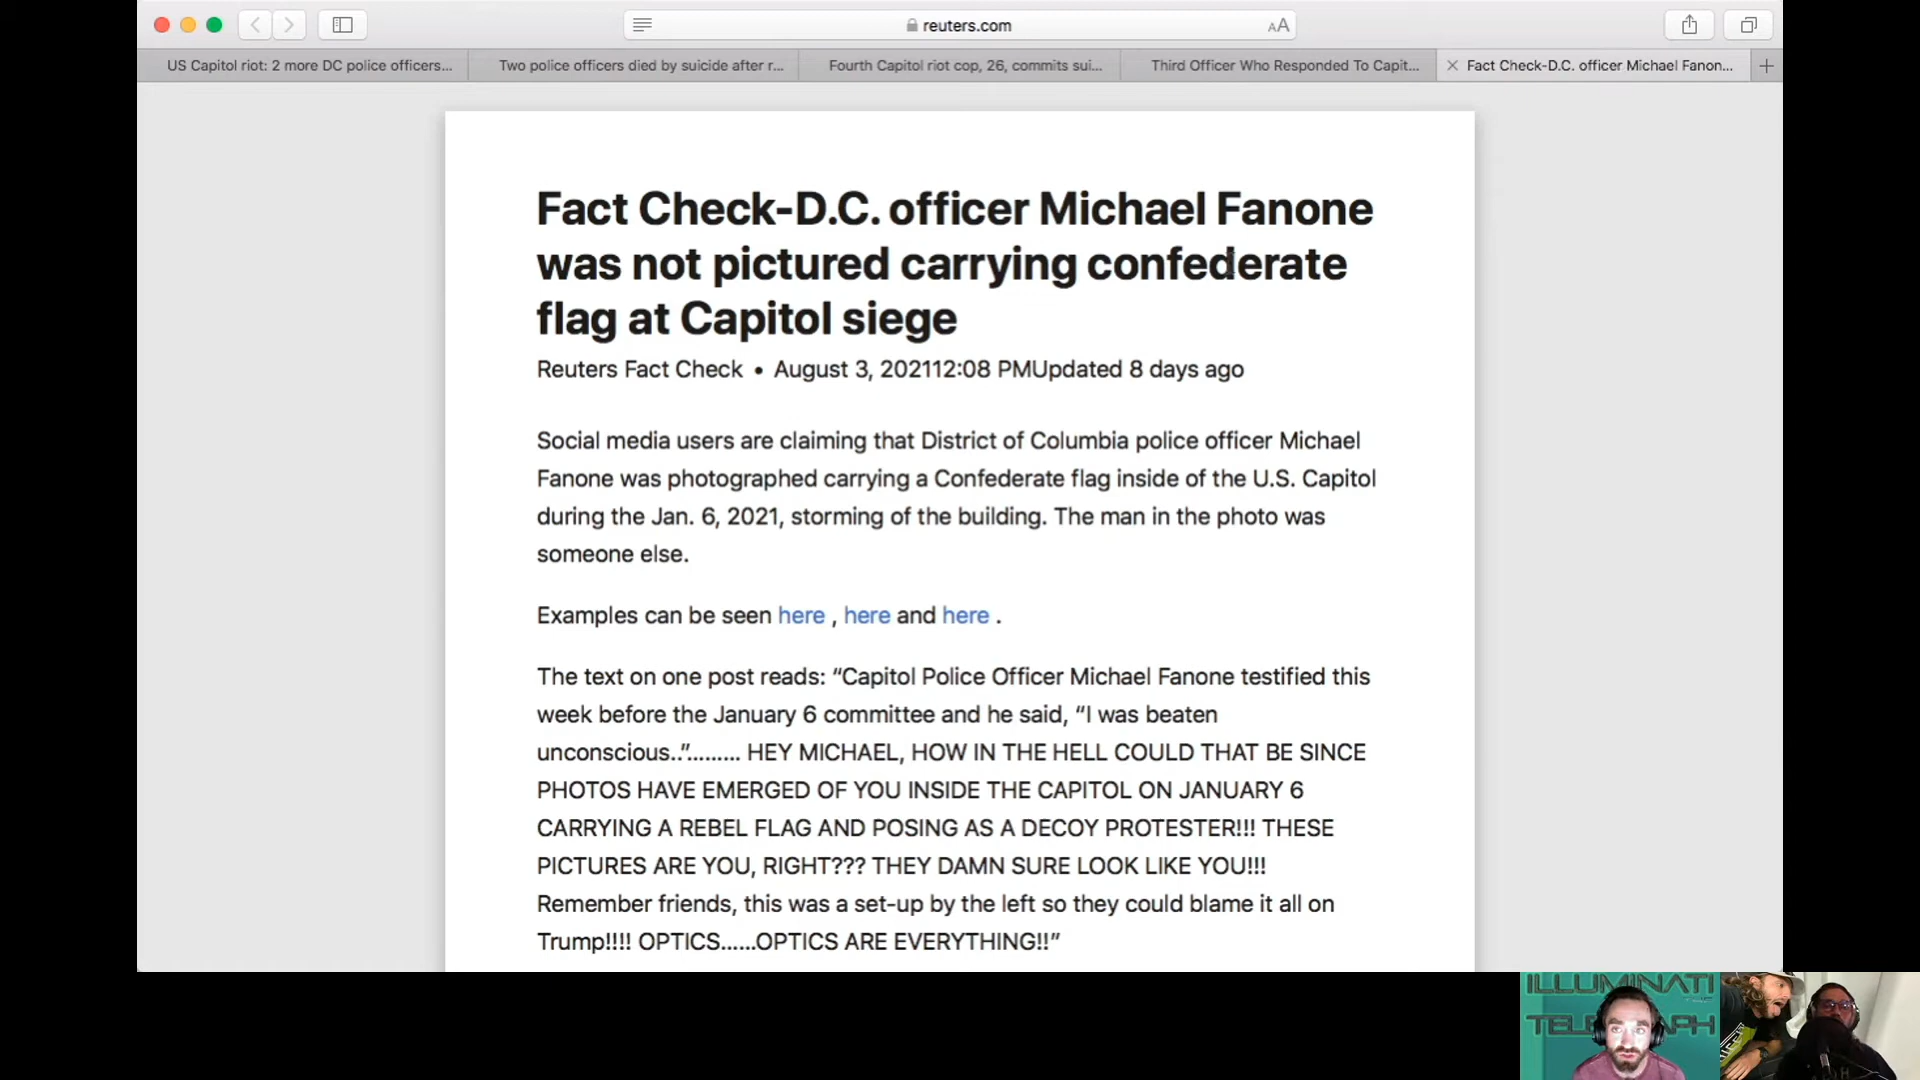 reuters.com
AA
US Capitol riot: 2 more DC police officers...
Two police officers died by suicide after r...
Fourth Capitol riot cop, 26, commits sui...
Third Officer Who Responded To Capit...
Fact Check-D.C. officer Michael Fanon...
Fact Check-D.C. officer Michael Fanone
was not pictured carrying confederate
flag at Capitol siege
Reuters Fact Check • August 3, 202112:08 PMUpdated 8 days ago
Social media users are claiming that District of Columbia police officer Michael
Fanone was photographed carrying a Confederate flag inside of the U.S. Capitol
during the Jan. 6, 2021, storming of the building. The man in the photo was
someone else.
Examples can be seen here , here and here .
The text on one post reads: “Capitol Police Officer Michael Fanone testified this
week before the January 6 committee and he said, “I was beaten
unconscious..”......... HEY MICHAEL, HOW IN THE HELL COULD THAT BE SINCE
PHOTOS HAVE EMERGED OF YOU INSIDE THE CAPITOL ON JANUARY 6
CARRYING A REBEL FLAG AND POSING AS A DECOY PROTESTER!!! THESE
PICTURES ARE YOU, RIGHT??? THEY DAMN SURE LOOK LIKE YOU!!!
Remember friends, this was a set-up by the left so they could blame it all on
Trump!!!! OPTICS......OPTICS ARE EVERYTHING!!”
ILLUMINATI